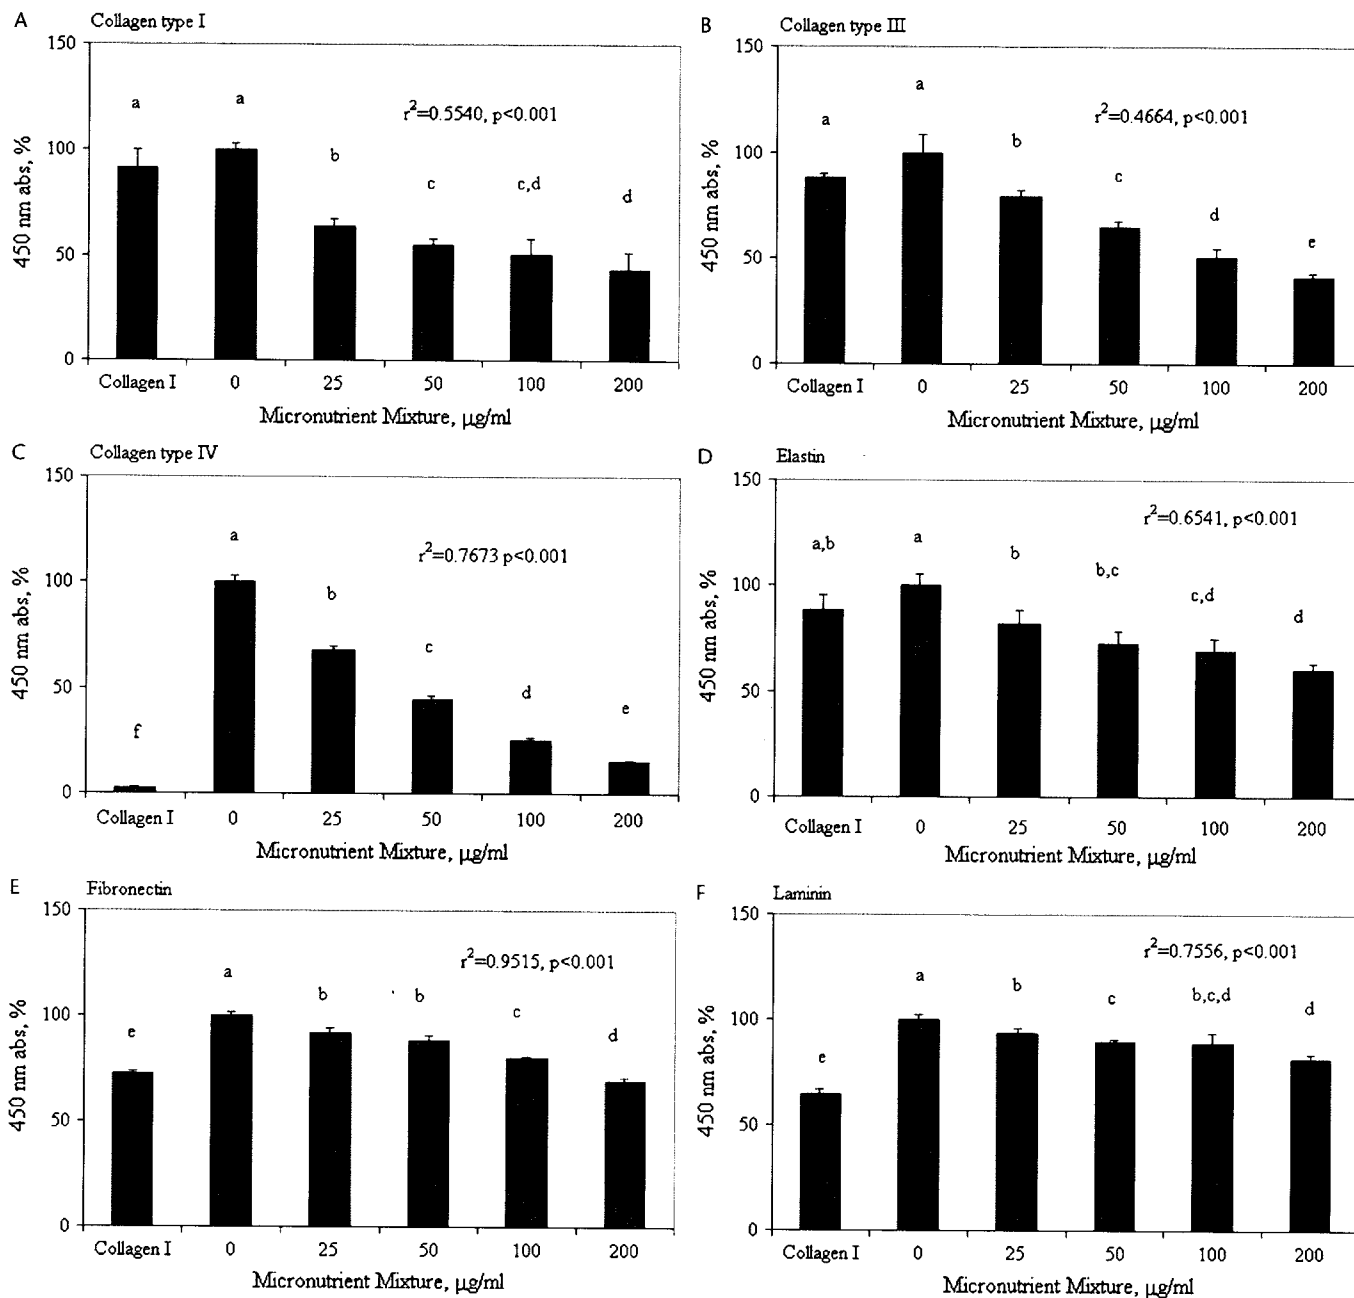 A Collagen type I
150
100
50
0
450 nm abs, %
a
a
b
c
c,d
d
r²=0.5540, p<0.001
Collagen I 0 25 50 100 200
Micronutrient Mixture, µg/ml
B Collagen type III
150
100
50
0
450 nm abs, %
a
a
b
c
d
e
r²=0.4664, p<0.001
Collagen I 0 25 50 100 200
Micronutrient Mixture, µg/ml
C Collagen type IV
150
100
50
0
450 nm abs, %
f
a
b
c
d
e
r²=0.7673 p<0.001
Collagen I 0 25 50 100 200
Micronutrient Mixture, µg/ml
D Elastin
150
100
50
0
450 nm abs, %
a,b
a
b
b,c
c,d
d
r²=0.6541, p<0.001
Collagen I 0 25 50 100 200
Micronutrient Mixture, µg/ml
E Fibronectin
150
100
50
0
450 nm abs, %
e
a
b
b
c
d
r²=0.9515, p<0.001
Collagen I 0 25 50 100 200
Micronutrient Mixture, µg/ml
F Laminin
150
100
50
0
450 nm abs, %
e
a
b
c
b,c,d
d
r²=0.7556, p<0.001
Collagen I 0 25 50 100 200
Micronutrient Mixture, µg/ml